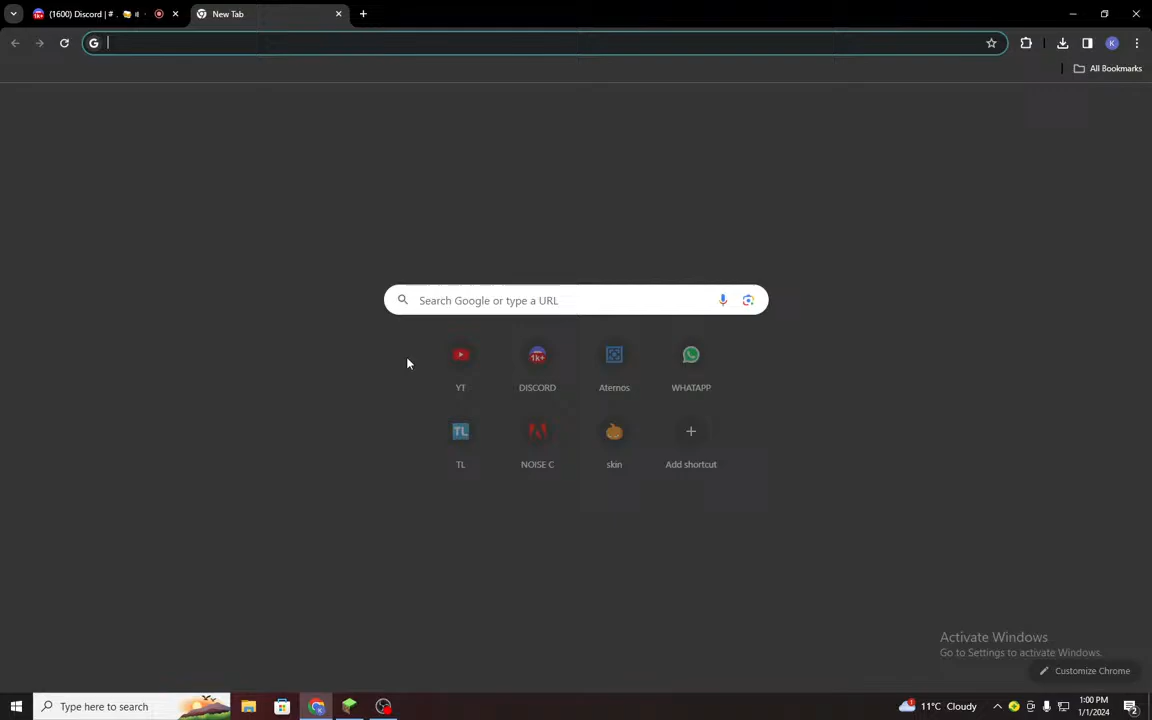 (1600) Discord | #
New Tab
All Bookmarks
Search Google or type a URL
1k+
YT
DISCORD
Aternos
WHATAPP
TL
TL
NOISE C
skin
Add shortcut
Activate Windows
Go to Settings to activate Windows.
Customize Chrome
Type here to search
11°C Cloudy
1:00 PM
1/1/2024